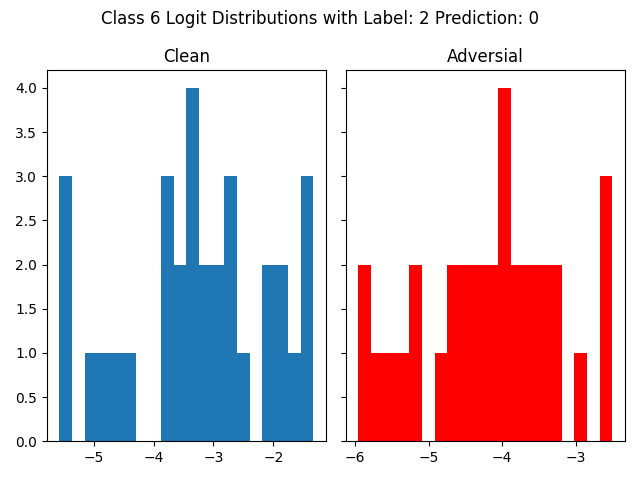 Class 6 Logit Distributions with Label: 2 Prediction: 0
Clean
Adversial
4.0
3.5
3.0
2.5
2.0
1.5
1.0
0.5
0.0
−5 −4 −3 −2
−6 −5 −4 −3